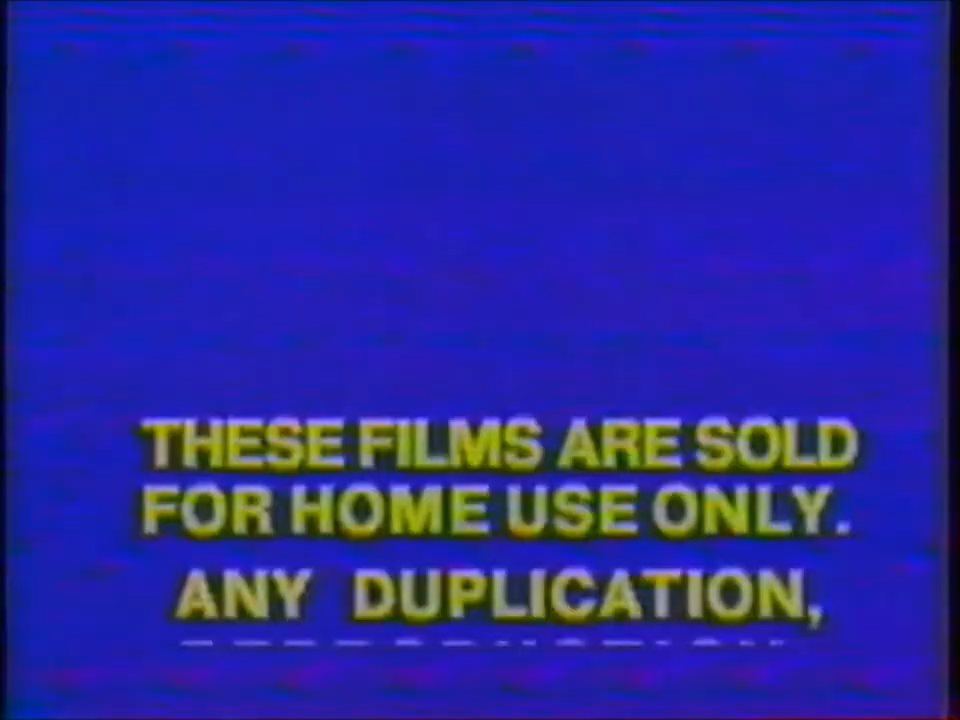 THESE FILMS ARE SOLD
FOR HOME USE ONLY.
ANY DUPLICATION,